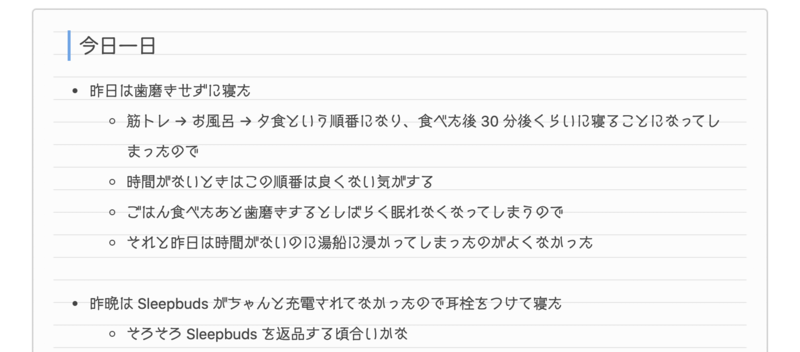 今日一日
昨日は歯磨きせずに寝た
筋トレ → お風呂 → 夕食という順番になり、食べた後 30 分後くらいに寝ることになってし
まったので
時間がないときはこの順番は良くない気がする
ごはん食べたあと歯磨きするとしばらく眠れなくなってしまうので
それと昨日は時間がないのに湯船に浸かってしまったのがよくなかった
昨晩は Sleepbuds がちゃんと充電されてなかったので耳栓をつけて寝た
そろそろ Sleepbuds を返品する頃合いかな